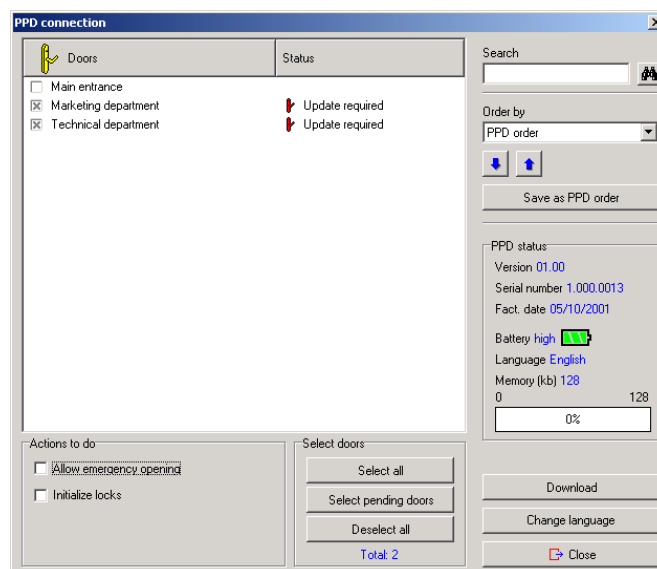 PPD connection
Doors Status
Main entrance
Marketing department Update required
Technical department Update required
Search
Order by
PPD order
Save as PPD order
PPD status
Version 01.00
Serial number 1.000.0013
Fact. date 05/10/2001
Battery high
Language English
Memory (kb) 128
0 128
0%
Actions to do
Allow emergency opening
Initialize locks
Select doors
Select all
Select pending doors
Deselect all
Total: 2
Download
Change language
Close